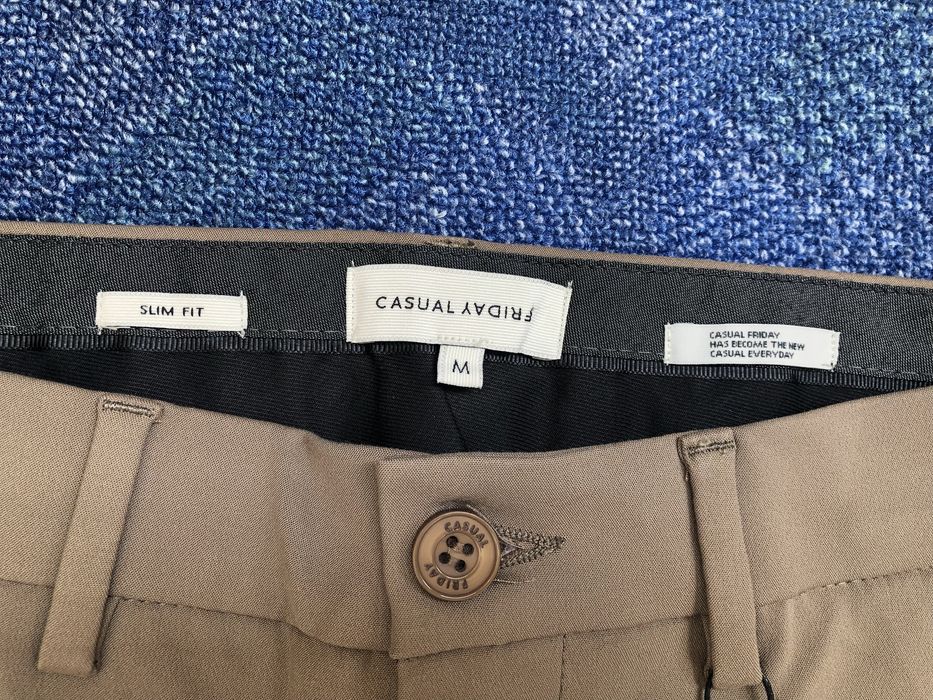 SLIM FIT
CASUAL FRIDAY
M
CASUAL FRIDAY
HAS BECOME THE NEW
CASUAL EVERYDAY
CASUAL
FRIDAY